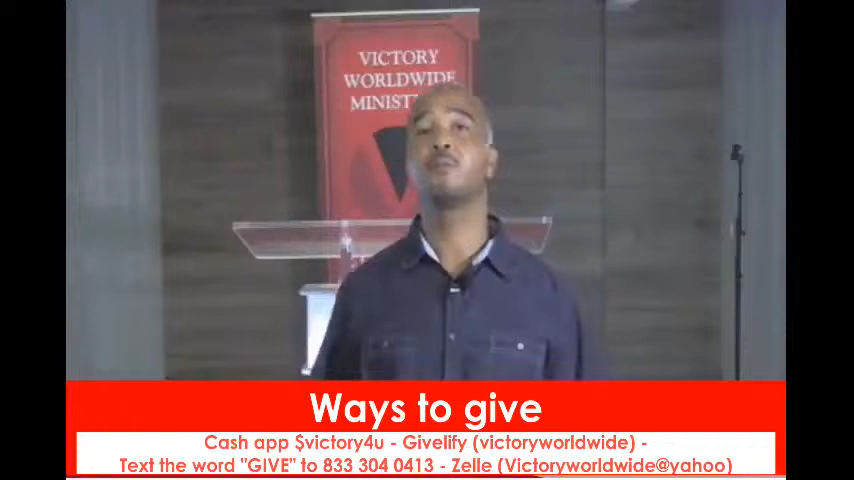 VICTORY
WORLDWIDE
MINIST
Ways to give
Cash app $victory4u - Givelify (victoryworldwide) -
Text the word "GIVE" to 833 304 0413 - Zelle (Victoryworldwide@yahoo)